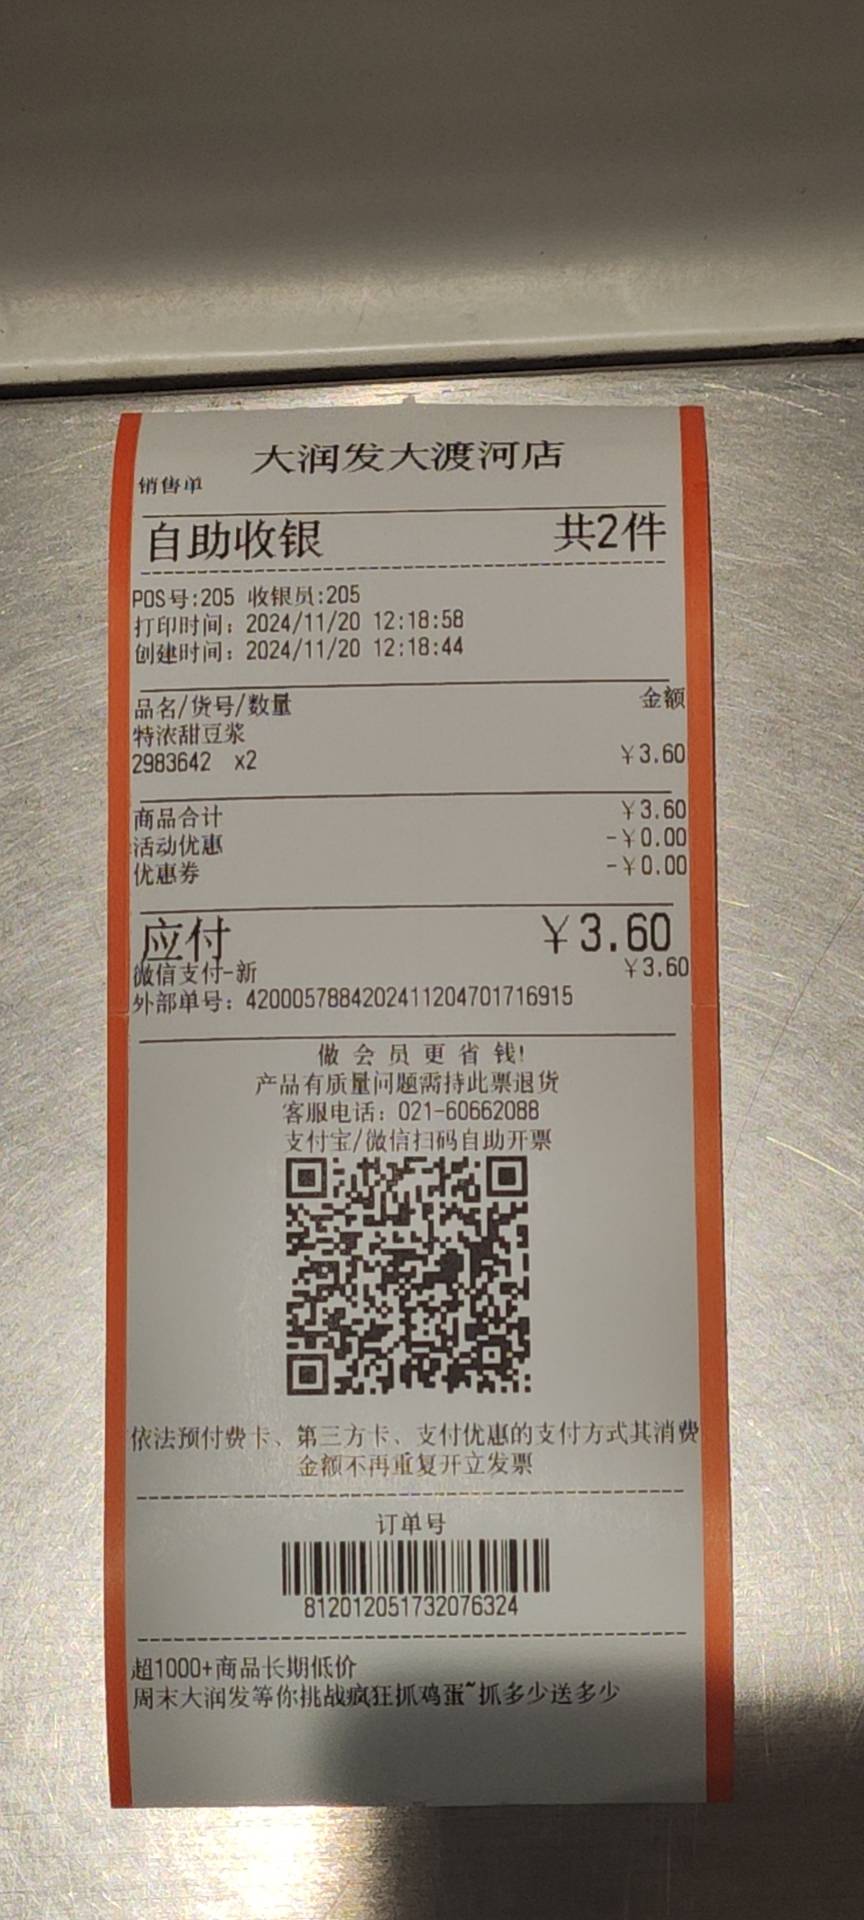 大润发大渡河店
销售单
自助收银 共2件
POS号:205 收银员:205
打印时间：2024/11/20 12:18:58
创建时间：2024/11/20 12:18:44
品名/货号/数量 金额
特浓甜豆浆
2983642 x2 ￥3.60
商品合计 ￥3.60
活动优惠 -￥0.00
优惠券 -￥0.00
应付 ￥3.60
微信支付-新 ￥3.60
外部单号：4200057884202411204701716915
做会员更省钱!
产品有质量问题需持此票退货
客服电话：021-60662088
支付宝/微信扫码自助开票
依法预付费卡、第三方卡、支付优惠的支付方式其消费
金额不再重复开立发票
订单号
812012051732076324
超1000+商品长期低价
周末大润发等你挑战疯狂抓鸡蛋~抓多少送多少